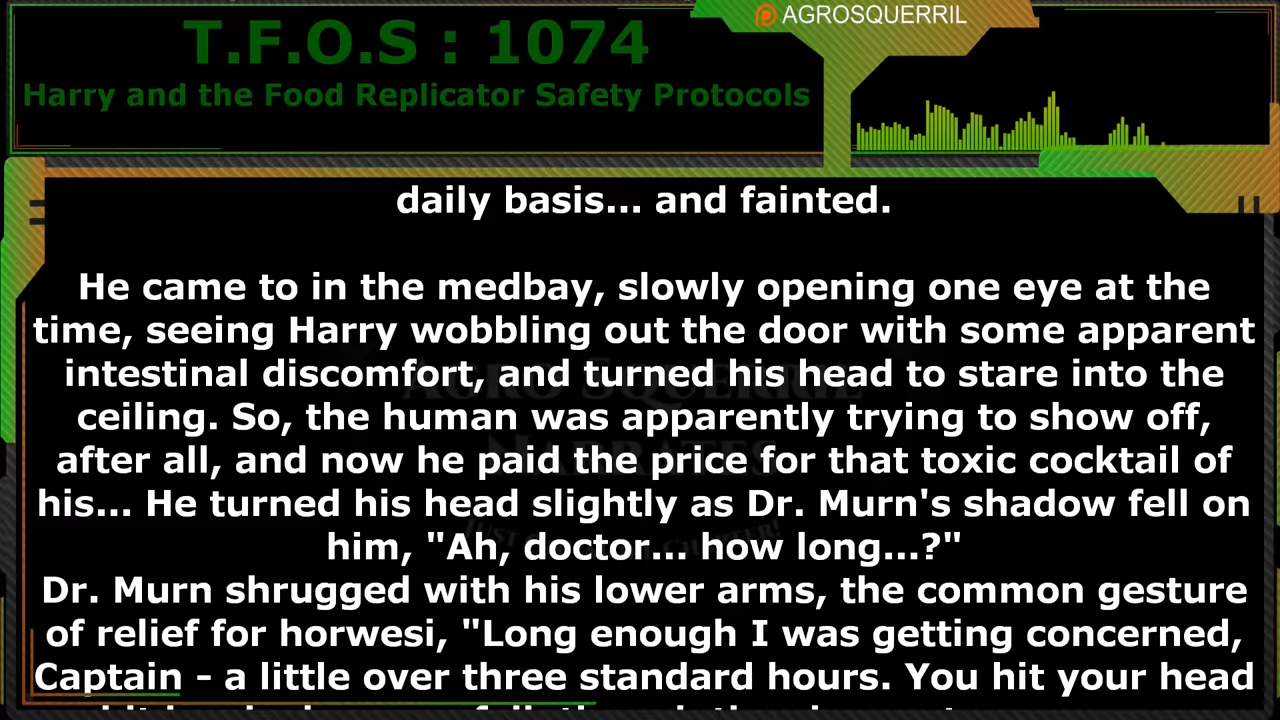 AGROSQUERRIL
T.F.O.S : 1074
Harry and the Food Replicator Safety Protocols
daily basis... and fainted.
He came to in the medbay, slowly opening one eye at the
time, seeing Harry wobbling out the door with some apparent
intestinal discomfort, and turned his head to stare into the
ceiling. So, the human was apparently trying to show off,
after all, and now he paid the price for that toxic cocktail of
his... He turned his head slightly as Dr. Murn's shadow fell on
him, "Ah, doctor... how long...?"
Dr. Murn shrugged with his lower arms, the common gesture
of relief for horwesi, "Long enough I was getting concerned,
Captain - a little over three standard hours. You hit your head